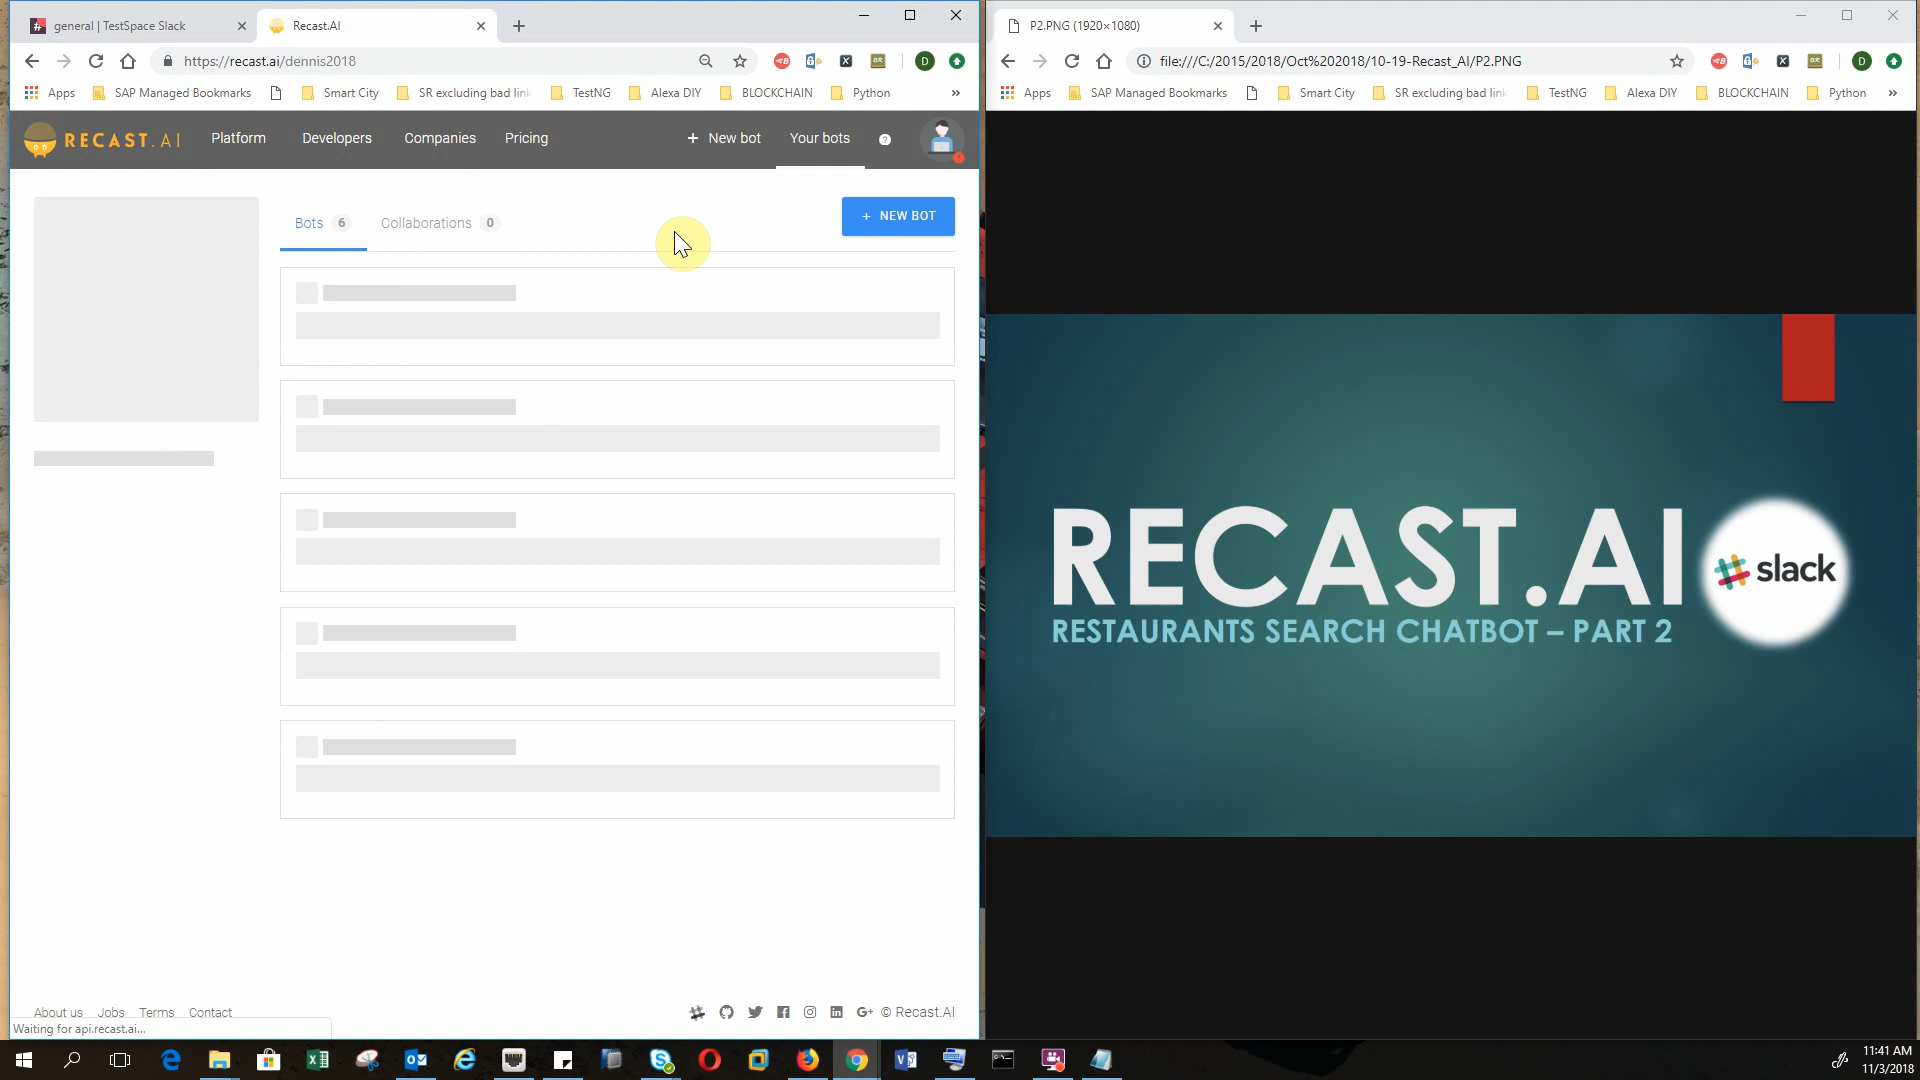 general | TestSpace Slack
Recast.AI
https://recast.ai/dennis2018
Apps
SAP Managed Bookmarks
Smart City
SR excluding bad lin
TestNG
Alexa DIY
BLOCKCHAIN
Python
»
RECAST.AI
Platform
Developers
Companies
Pricing
+ New bot
Your bots
Bots 6
Collaborations 0
+ NEW BOT
About us
Jobs
Terms
Contact
© Recast.AI
Waiting for api.recast.ai...
P2.PNG (1920×1080)
file:///C:/2015/2018/Oct%202018/10-19-Recast_AI/P2.PNG
Apps
SAP Managed Bookmarks
Smart City
SR excluding bad lin
TestNG
Alexa DIY
BLOCKCHAIN
Python
»
RECAST.AI
slack
RESTAURANTS SEARCH CHATBOT – PART 2
11:41 AM
11/3/2018